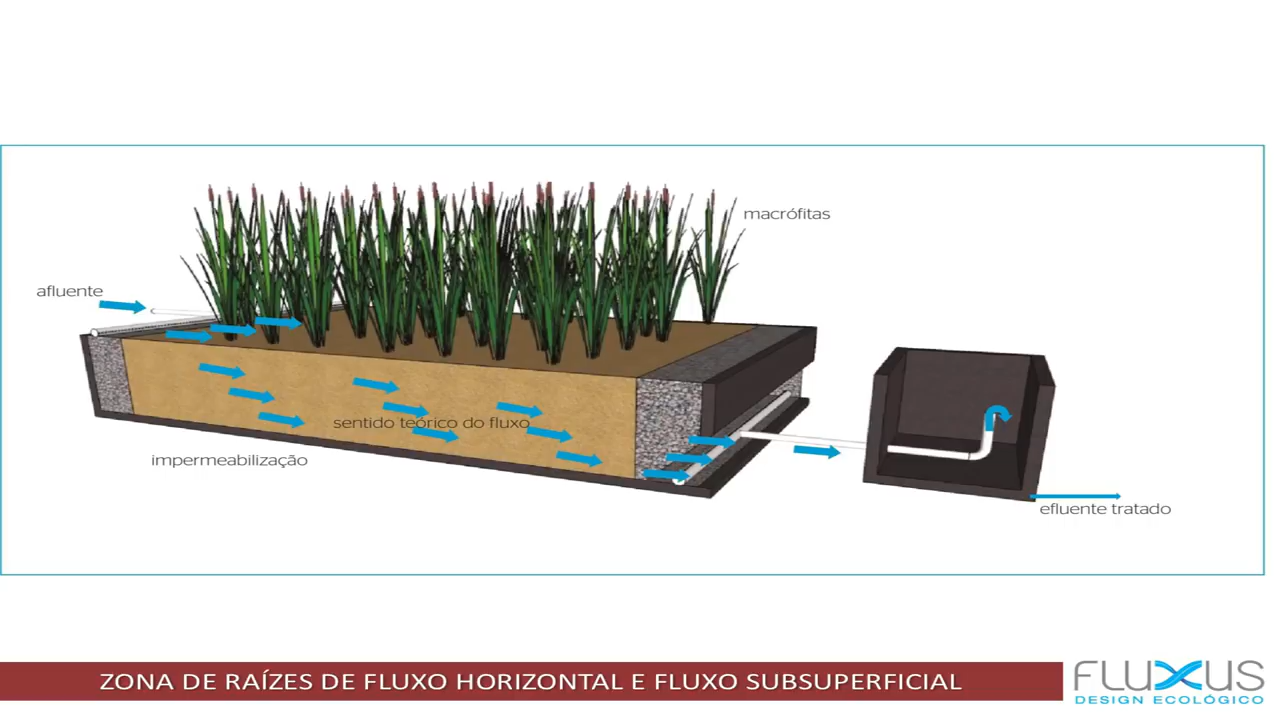 macrófitas
afluente
sentido teórico do fluxo
impermeabilização
efluente tratado
ZONA DE RAÍZES DE FLUXO HORIZONTAL E FLUXO SUBSUPERFICIAL
FLUXUS
DESIGN ECOLÓGICO